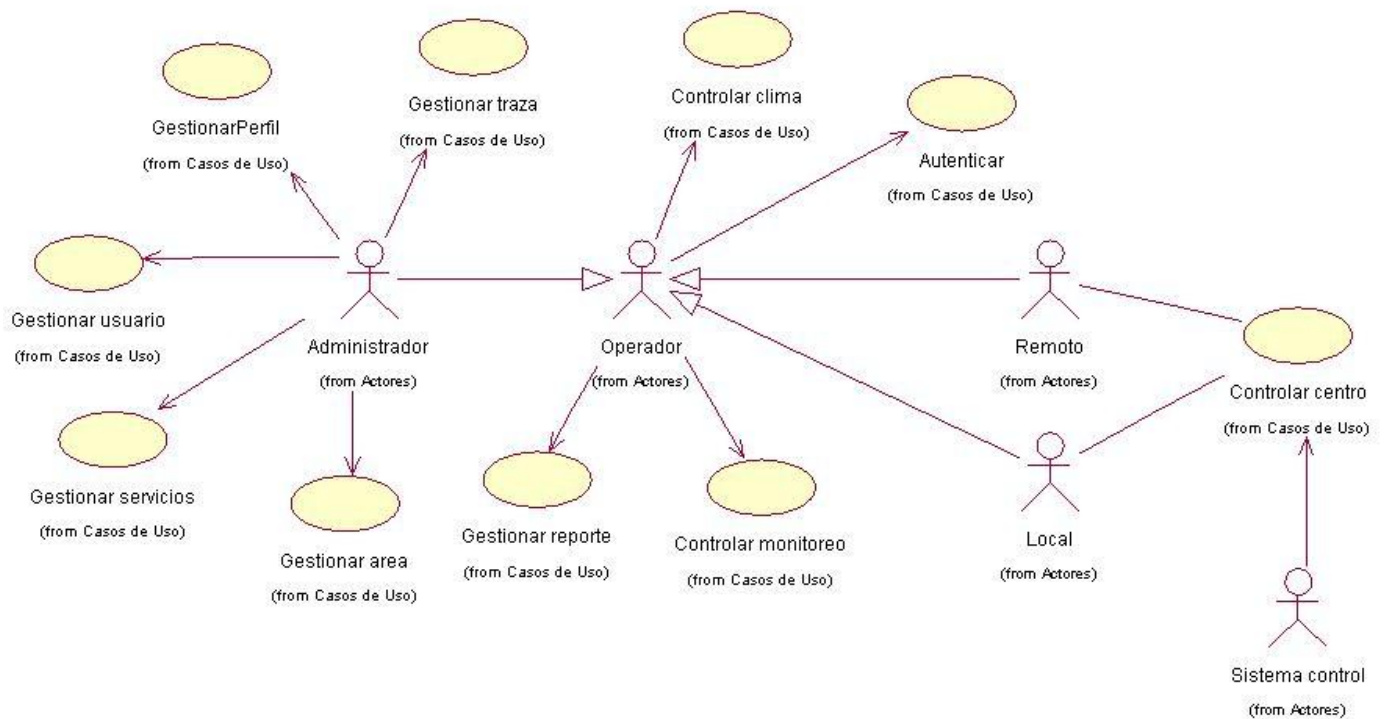 Controlar clima
(from Casos de Uso)
Gestionar traza
(from Casos de Uso)
GestionarPerfil
(from Casos de Uso)
Autenticar
(from Casos de Uso)
Gestionar usuario
(from Casos de Uso)
Administrador
(from Actores)
Operador
(from Actores)
Remoto
(from Actores)
Controlar centro
(from Casos de Uso)
Gestionar servicios
(from Casos de Uso)
Gestionar area
(from Casos de Uso)
Gestionar reporte
(from Casos de Uso)
Controlar monitoreo
(from Casos de Uso)
Local
(from Actores)
Sistema control
(from Actores)